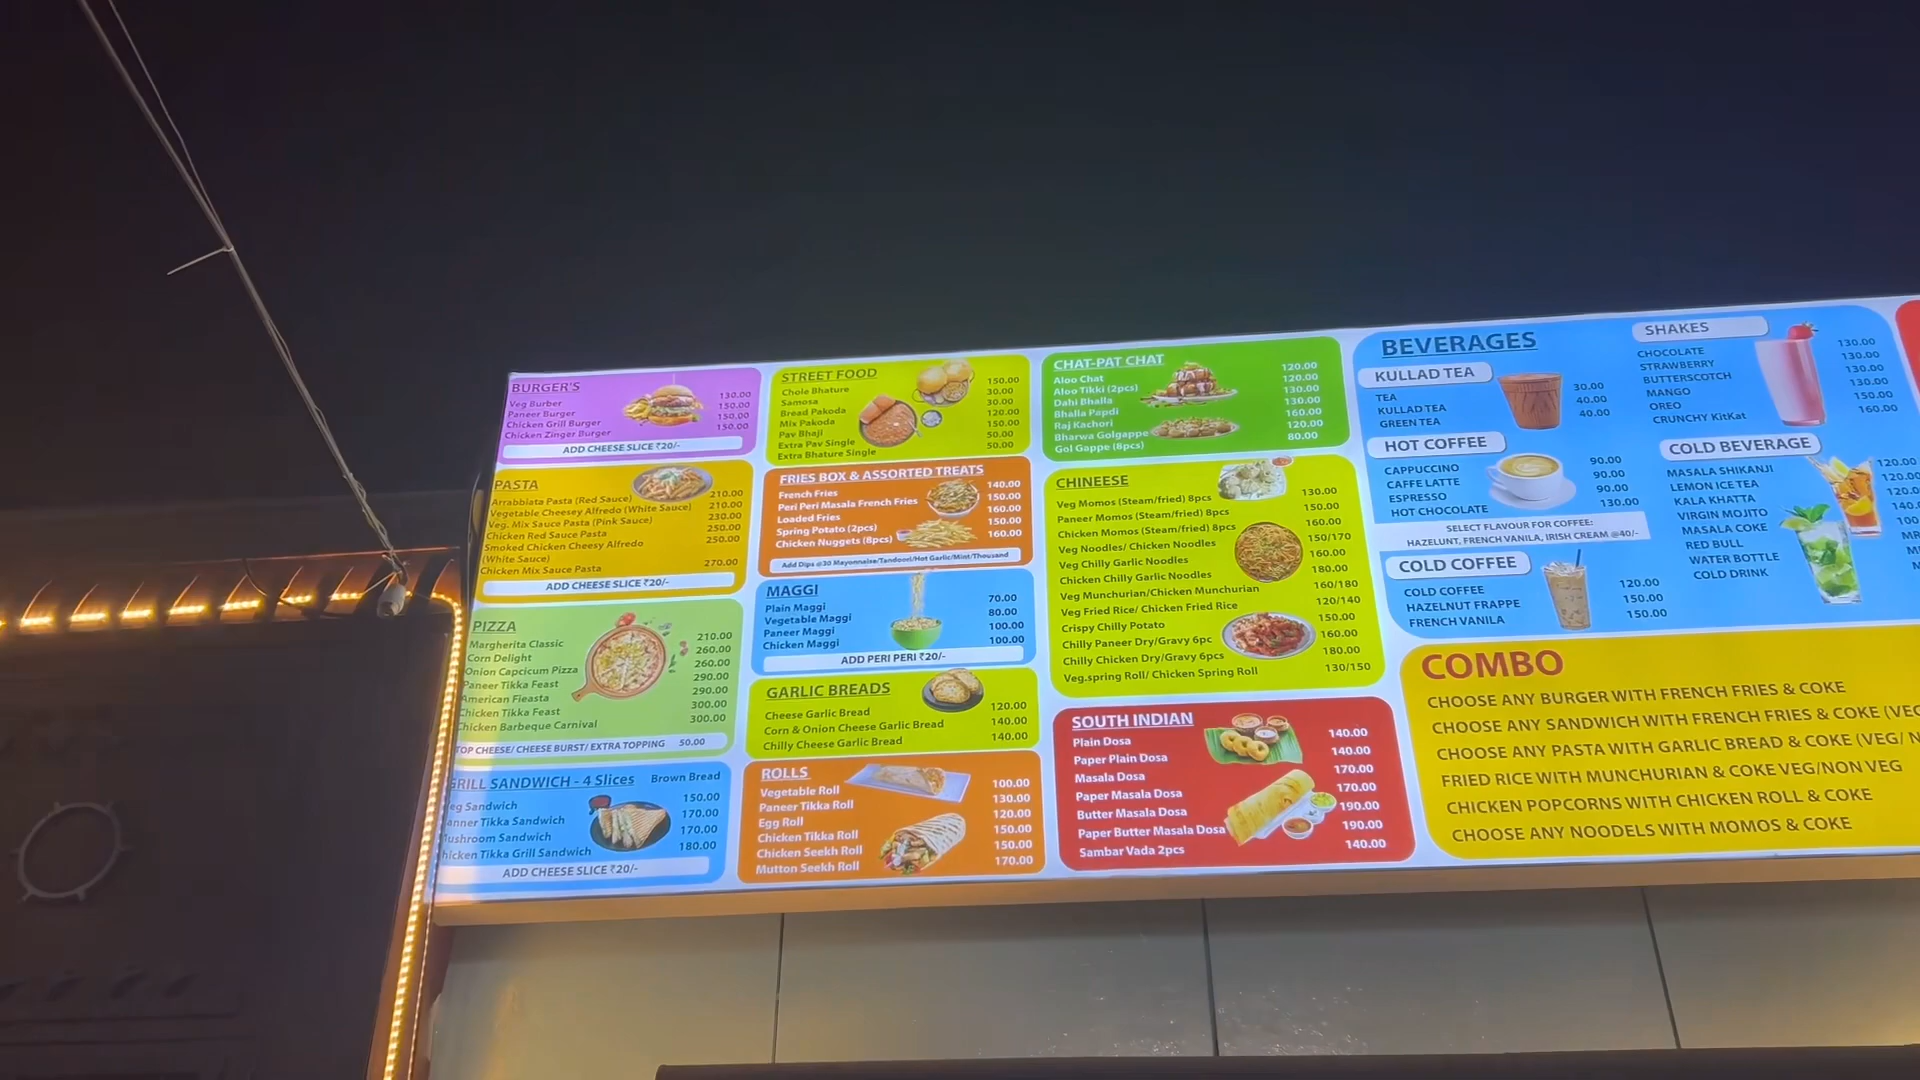 BURGER'S
Veg Burber 130.00
Paneer Burger 150.00
Chicken Grill Burger 150.00
Chicken Zinger Burger 150.00
ADD CHEESE SLICE ₹20/-
PASTA
Arrabbiata Pasta (Red Sauce) 210.00
Vegetable Cheesey Alfredo (White Sauce) 210.00
Veg. Mix Sauce Pasta (Pink Sauce) 230.00
Chicken Red Sauce Pasta 250.00
Smoked Chicken Cheesy Alfredo 250.00
(White Sauce)
Chicken Mix Sauce Pasta 270.00
ADD CHEESE SLICE ₹20/-
PIZZA
Margherita Classic 210.00
Corn Delight 260.00
Onion Capcicum Pizza 260.00
Paneer Tikka Feast 290.00
American Fieasta 290.00
Chicken Tikka Feast 300.00
Chicken Barbeque Carnival 300.00
TOP CHEESE/ CHEESE BURST/ EXTRA TOPPING 50.00
GRILL SANDWICH - 4 Slices Brown Bread
eg Sandwich 150.00
anner Tikka Sandwich 170.00
ushroom Sandwich 170.00
hicken Tikka Grill Sandwich 180.00
ADD CHEESE SLICE ₹20/-
STREET FOOD
Chole Bhature 150.00
Samosa 30.00
Bread Pakoda 30.00
Mix Pakoda 120.00
Pav Bhaji 150.00
Extra Pav Single 50.00
Extra Bhature Single 50.00
FRIES BOX & ASSORTED TREATS
French Fries 140.00
Peri Peri Masala French Fries 150.00
Loaded Fries 160.00
Spring Potato (2pcs) 150.00
Chicken Nuggets (8pcs) 160.00
Add Dips @30 Mayonnaise/Tandoori/Hot Garlic/Mint/Thousand
MAGGI
Plain Maggi 70.00
Vegetable Maggi 80.00
Paneer Maggi 100.00
Chicken Maggi 100.00
ADD PERI PERI ₹20/-
GARLIC BREADS
Cheese Garlic Bread 120.00
Corn & Onion Cheese Garlic Bread 140.00
Chilly Cheese Garlic Bread 140.00
ROLLS
Vegetable Roll 100.00
Paneer Tikka Roll 130.00
Egg Roll 120.00
Chicken Tikka Roll 150.00
Chicken Seekh Roll 150.00
Mutton Seekh Roll 170.00
CHAT-PAT CHAT
Aloo Chat 120.00
Aloo Tikki (2pcs) 120.00
Dahi Bhalla 130.00
Bhalla Papdi 130.00
Raj Kachori 160.00
Bharwa Golgappe 120.00
Gol Gappe (8pcs) 80.00
CHINEESE
Veg Momos (Steam/fried) 8pcs 130.00
Paneer Momos (Steam/fried) 8pcs 150.00
Chicken Momos (Steam/fried) 8pcs 160.00
Veg Noodles/ Chicken Noodles 150/170
Veg Chilly Garlic Noodles 160.00
Chicken Chilly Garlic Noodles 180.00
Veg Munchurian/Chicken Munchurian 160/180
Veg Fried Rice/ Chicken Fried Rice 120/140
Crispy Chilly Potato 150.00
Chilly Paneer Dry/Gravy 6pc 160.00
Chilly Chicken Dry/Gravy 6pcs 180.00
Veg.spring Roll/ Chicken Spring Roll 130/150
SOUTH INDIAN
Plain Dosa 140.00
Paper Plain Dosa 140.00
Masala Dosa 170.00
Paper Masala Dosa 170.00
Butter Masala Dosa 190.00
Paper Butter Masala Dosa 190.00
Sambar Vada 2pcs 140.00
BEVERAGES
KULLAD TEA
TEA 30.00
KULLAD TEA 40.00
GREEN TEA 40.00
HOT COFFEE
CAPPUCCINO 90.00
CAFFE LATTE 90.00
ESPRESSO 90.00
HOT CHOCOLATE 130.00
SELECT FLAVOUR FOR COFFEE:
HAZELUNT, FRENCH VANILA, IRISH CREAM @40/-
COLD COFFEE
COLD COFFEE 120.00
HAZELNUT FRAPPE 150.00
FRENCH VANILA 150.00
SHAKES
CHOCOLATE 130.00
STRAWBERRY 130.00
BUTTERSCOTCH 130.00
MANGO 130.00
OREO 150.00
CRUNCHY KitKat 160.00
COLD BEVERAGE
MASALA SHIKANJI 120.00
LEMON ICE TEA 120.0
KALA KHATTA 120.
VIRGIN MOJITO 140.
MASALA COKE 100
RED BULL MR
WATER BOTTLE M
COLD DRINK M
COMBO
CHOOSE ANY BURGER WITH FRENCH FRIES & COKE
CHOOSE ANY SANDWICH WITH FRENCH FRIES & COKE (VEG
CHOOSE ANY PASTA WITH GARLIC BREAD & COKE (VEG/ N
FRIED RICE WITH MUNCHURIAN & COKE VEG/NON VEG
CHICKEN POPCORNS WITH CHICKEN ROLL & COKE
CHOOSE ANY NOODELS WITH MOMOS & COKE